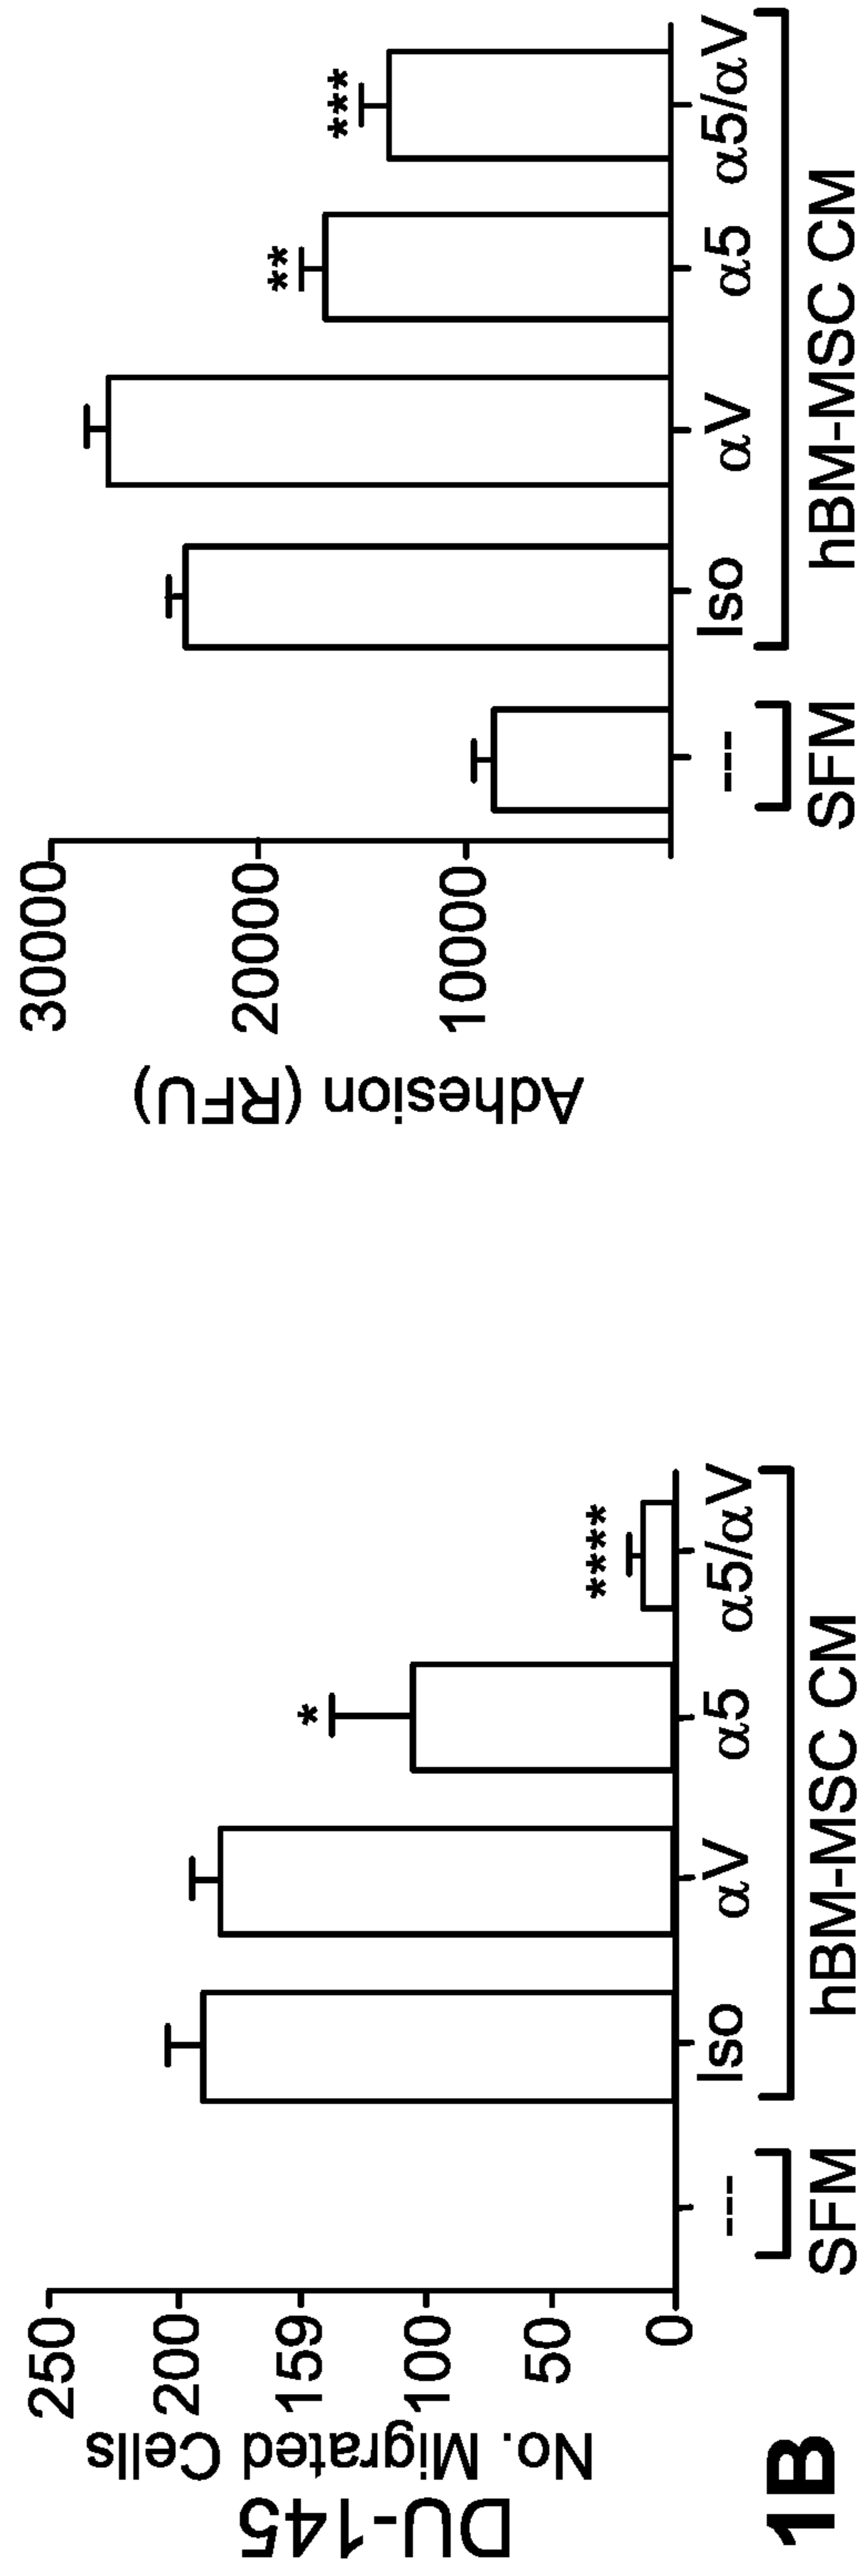 DU-145
No. Migrated Cells
250
200
159
100
50
0
****
*
--- Iso αV α5 α5/αV
SFM hBM-MSC CM
Adhesion (RFU)
30000
20000
10000
***
**
--- Iso αV α5 α5/αV
SFM hBM-MSC CM
1B